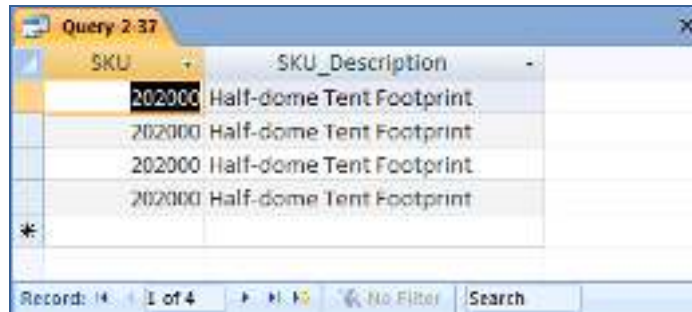 Query 2-37
SKU SKU_Description
202000 Half-dome Tent Footprint
202000 Half-dome Tent Footprint
202000 Half-dome Tent Footprint
202000 Half-dome Tent Footprint
Record: 1 of 4 No Filter Search